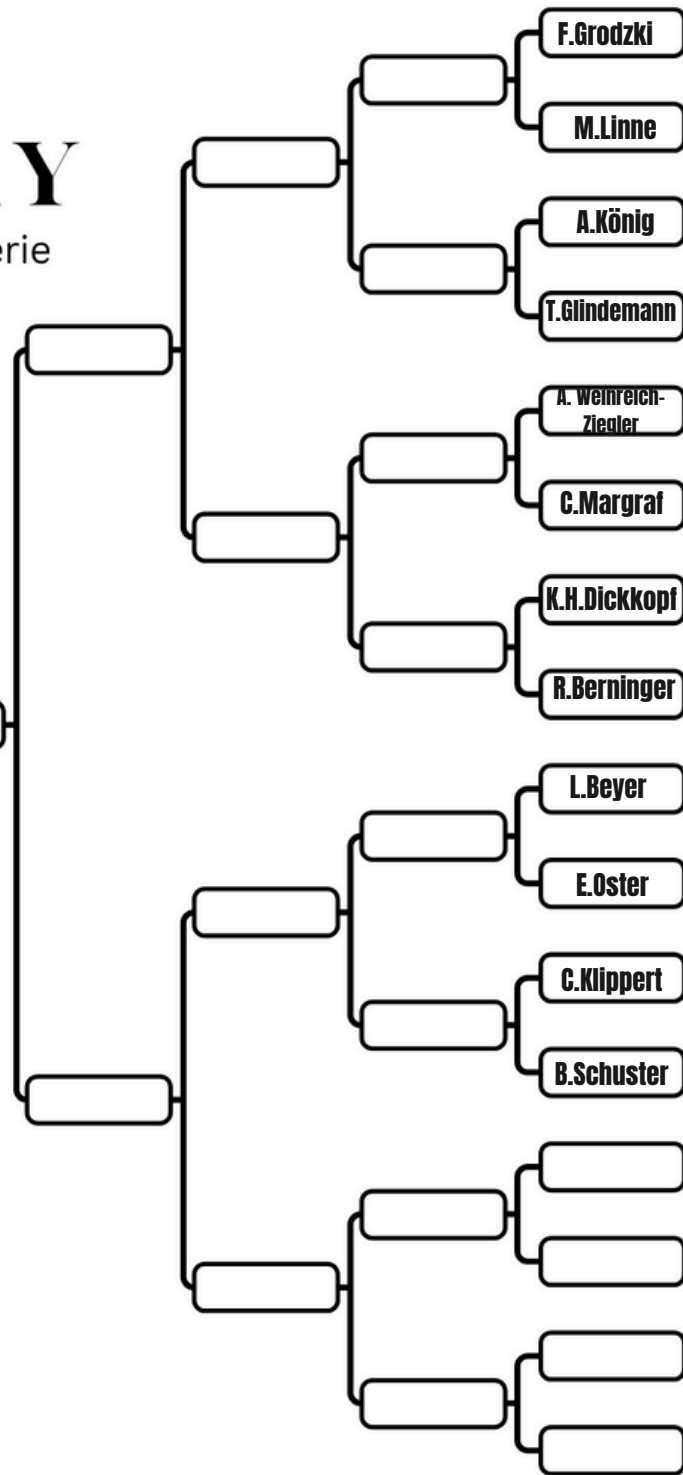 F.Grodzki
M.Linne
Y
erie
A.König
T.Glindemann
A. Weinreich-
Ziegler
C.Margraf
K.H.Dickkopf
R.Berninger
L.Beyer
E.Oster
C.Klippert
B.Schuster